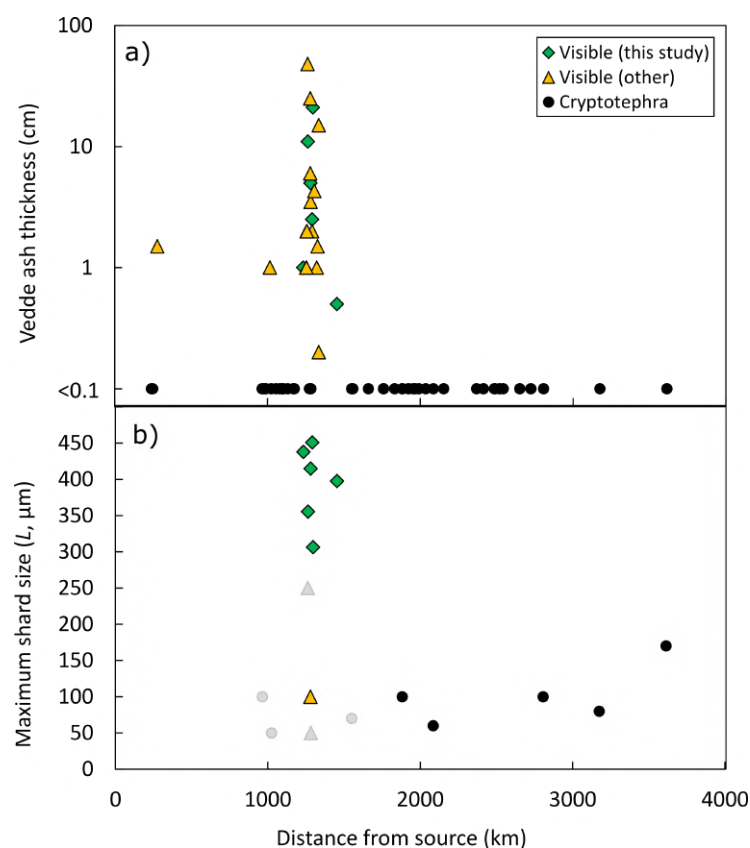 a)
Visible (this study)
Visible (other)
Cryptotephra
Vedde ash thickness (cm)
100
10
1
<0.1
b)
Maximum shard size (L, µm)
450
400
350
300
250
200
150
100
50
0
0 1000 2000 3000 4000
Distance from source (km)